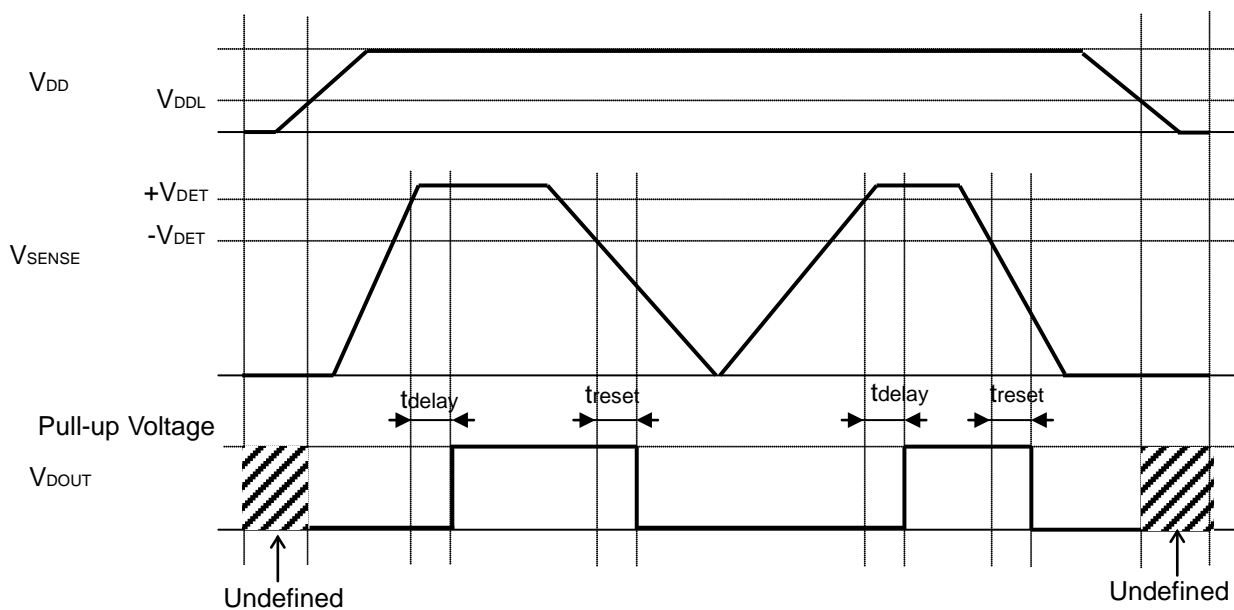 VDD
VDDL
+VDET
-VDET
VSENSE
tdelay treset tdelay treset
Pull-up Voltage
VDOUT
Undefined Undefined